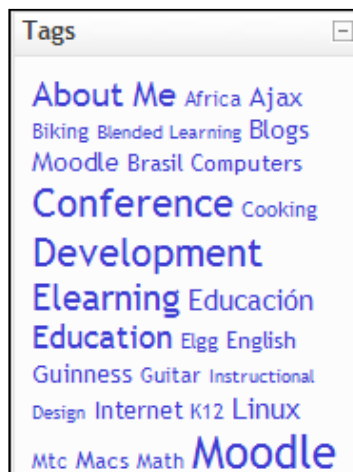 Tags
About Me Africa Ajax
Biking Blended Learning Blogs
Moodle Brasil Computers
Conference Cooking
Development
Elearning Educación
Education Elgg English
Guinness Guitar Instructional
Design Internet K12 Linux
Mtc Macs Math Moodle